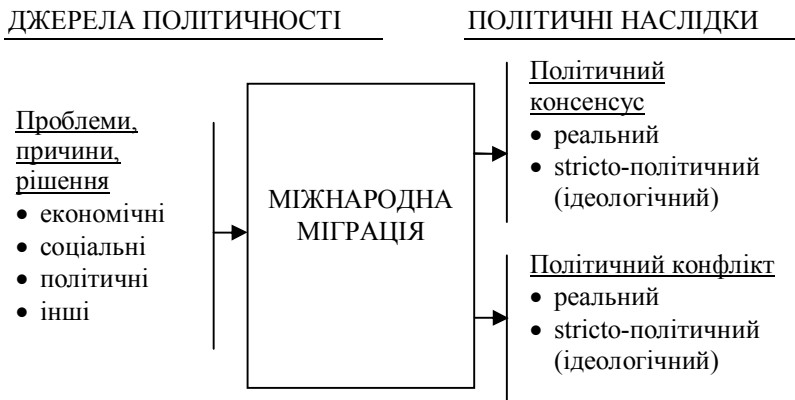 ДЖЕРЕЛА ПОЛІТИЧНОСТІ
ПОЛІТИЧНІ НАСЛІДКИ
Проблеми,
причини,
рішення
• економічні
• соціальні
• політичні
• інші
МІЖНАРОДНА
МІГРАЦІЯ
Політичний
консенсус
• реальний
• stricto-політичний
(ідеологічний)
Політичний конфлікт
• реальний
• stricto-політичний
(ідеологічний)